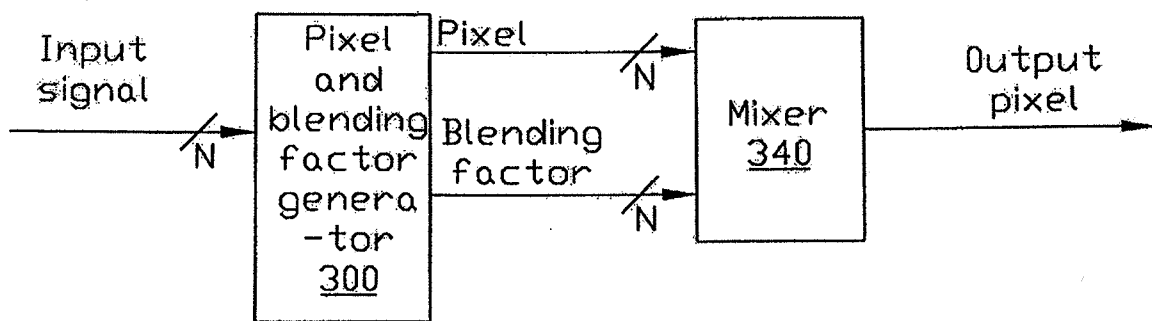 Input
signal
N
Pixel
and
blending
factor
genera
-tor
300
Pixel
N
Blending
factor
N
Mixer
340
Output
pixel